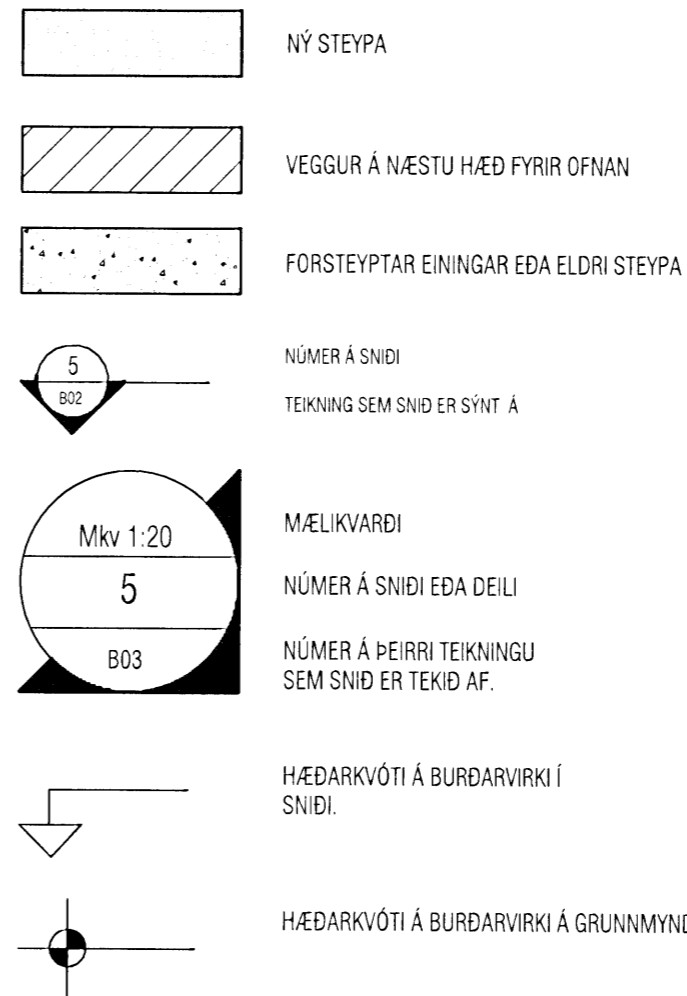 NÝ STEYPA
VEGGUR Á NÆSTU HÆÐ FYRIR OFNAN
FORSTEYPTAR EININGAR EÐA ELDRI STEYPA
5
NÚMER Á SNIÐI
B02
TEIKNING SEM SNIÐ ER SÝNT Á
Mkv 1:20
MÆLIKVARÐI
5
NÚMER Á SNIÐI EÐA DEILI
B03
NÚMER Á ÞEIRRI TEIKNINGU
SEM SNIÐ ER TEKIÐ AF.
HÆÐARKVÓTI Á BURÐARVIRKI Í
SNIÐI.
HÆÐARKVÓTI Á BURÐARVIRKI Á GRUNNMYND